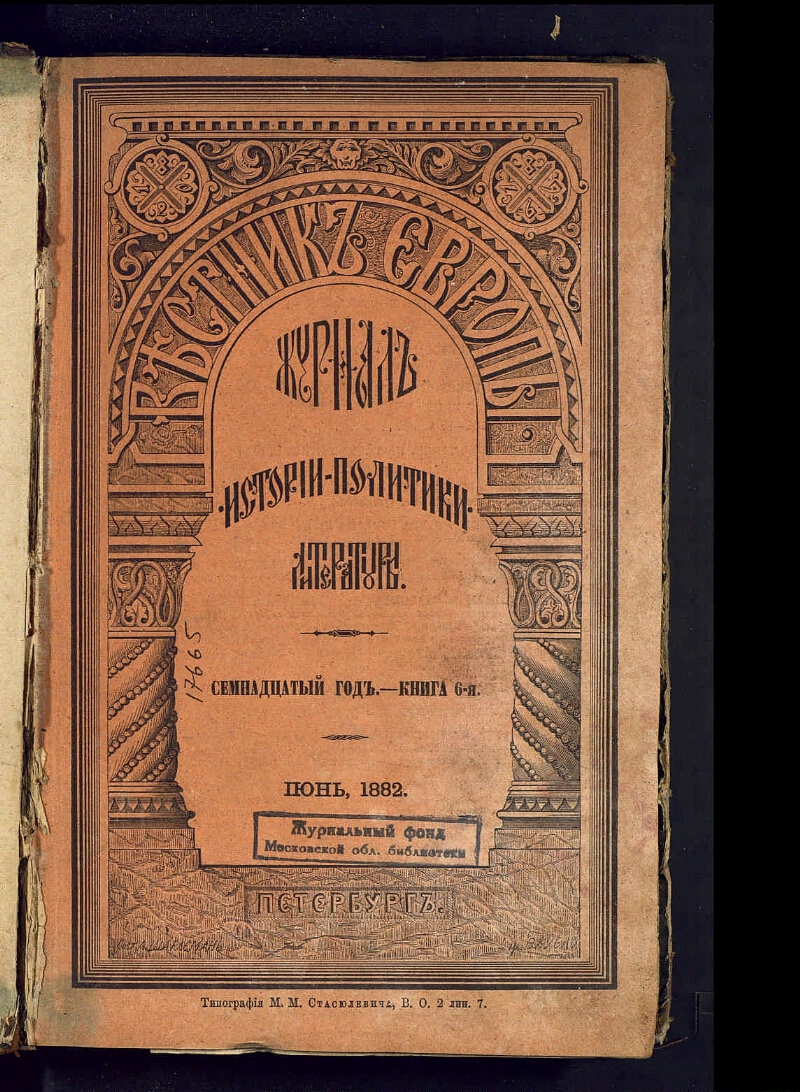 ВѢСТНИКЪ ЕВРОПЫ
ЖУРНАЛЪ
·ИСТОРІИ-ПОЛИТИКИ·
ЛИТЕРАТУРЫ.
17665
СЕМНАДЦАТЫЙ ГОДЪ.—КНИГА 6-я.
ІЮНЬ, 1882.
Журнальный фонд
Московской обл. библиотеки
ПЕТЕРБУРГЪ.
Типографія М. М. Стасюлевича, В. О. 2 лин. 7.